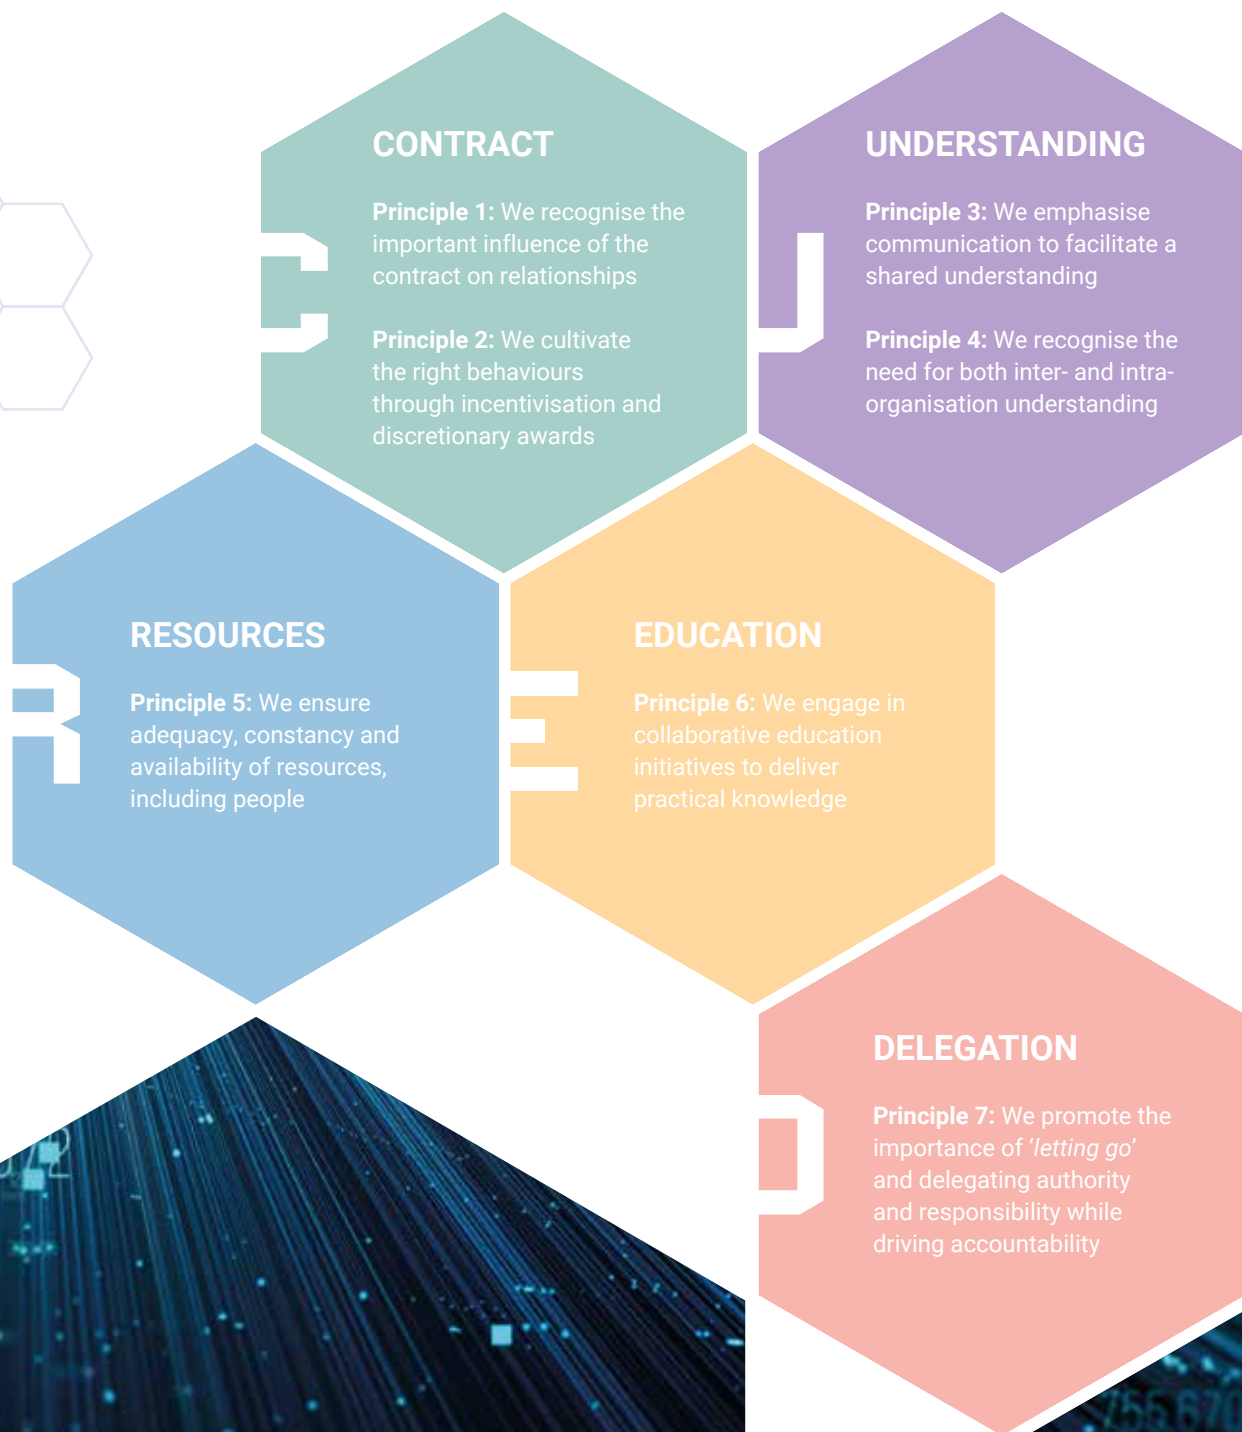 CONTRACT
Principle 1: We recognise the
important influence of the
contract on relationships
Principle 2: We cultivate
the right behaviours
through incentivisation and
discretionary awards
C
UNDERSTANDING
Principle 3: We emphasise
communication to facilitate a
shared understanding
Principle 4: We recognise the
need for both inter- and intra-
organisation understanding
U
RESOURCES
Principle 5: We ensure
adequacy, constancy and
availability of resources,
including people
R
EDUCATION
Principle 6: We engage in
collaborative education
initiatives to deliver
practical knowledge
E
DELEGATION
Principle 7: We promote the
importance of ‘letting go’
and delegating authority
and responsibility while
driving accountability
D
755.670